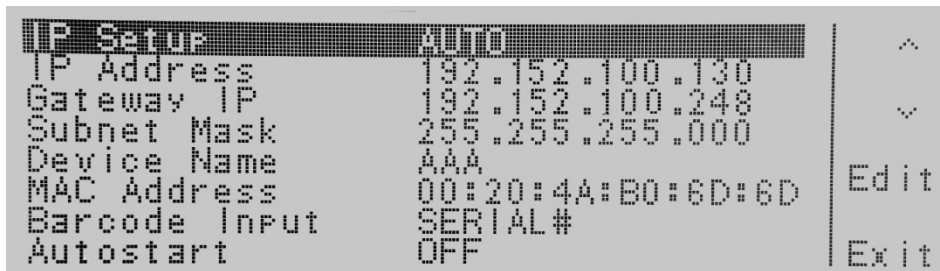 IP Setup AUTO
IP Address 192.152.100.130
Gateway IP 192.152.100.248
Subnet Mask 255.255.255.000
Device Name AAA
MAC Address 00:20:4A:B0:6D:6D
Barcode Input SERIAL#
Autostart OFF
^
⌄
Edit
Exit